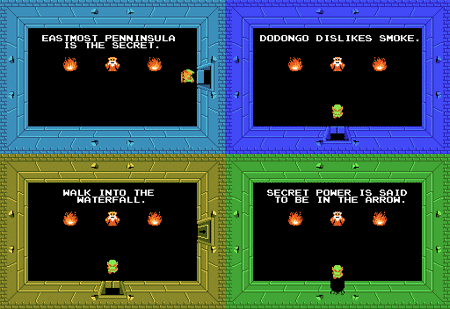 EASTMOST PENNINSULA
IS THE SECRET.
DODONGO DISLIKES SMOKE.
WALK INTO THE
WATERFALL.
SECRET POWER IS SAID
TO BE IN THE ARROW.